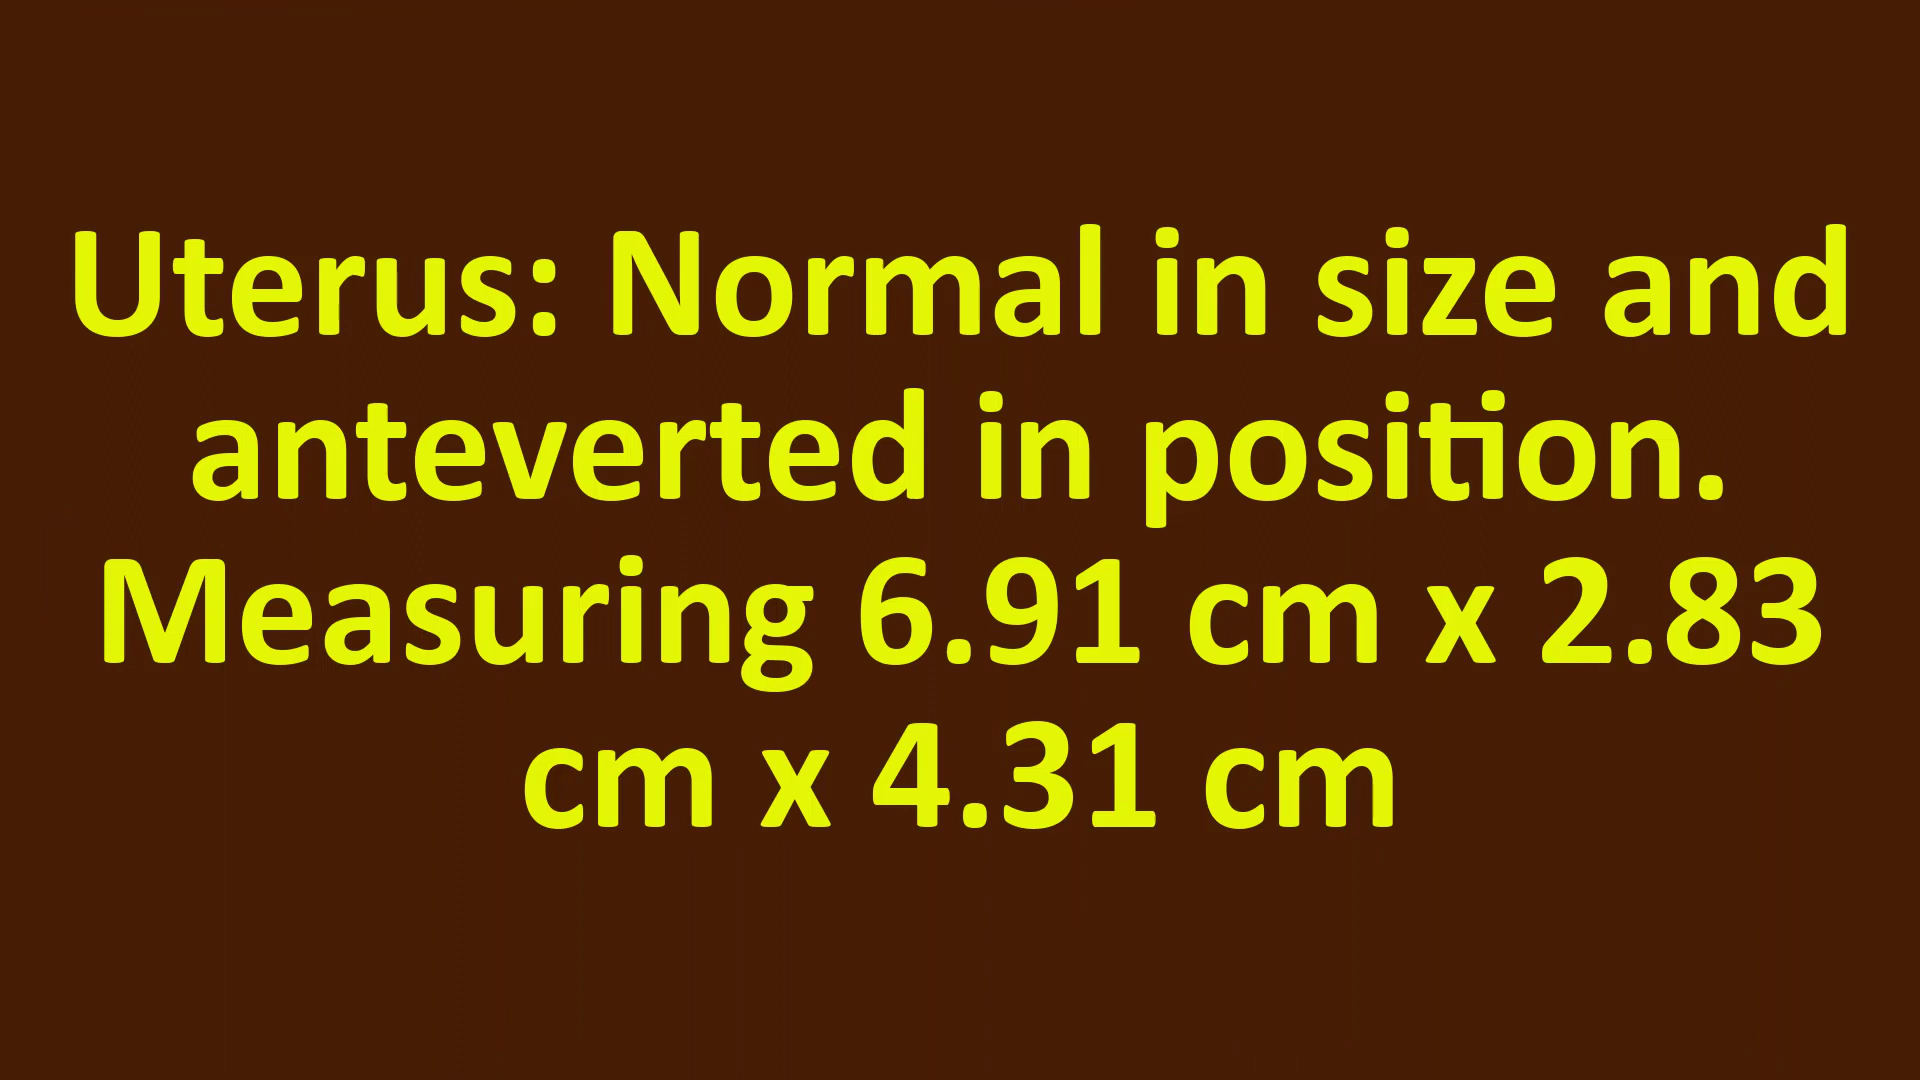 Uterus: Normal in size and
anteverted in position.
Measuring 6.91 cm x 2.83
cm x 4.31 cm